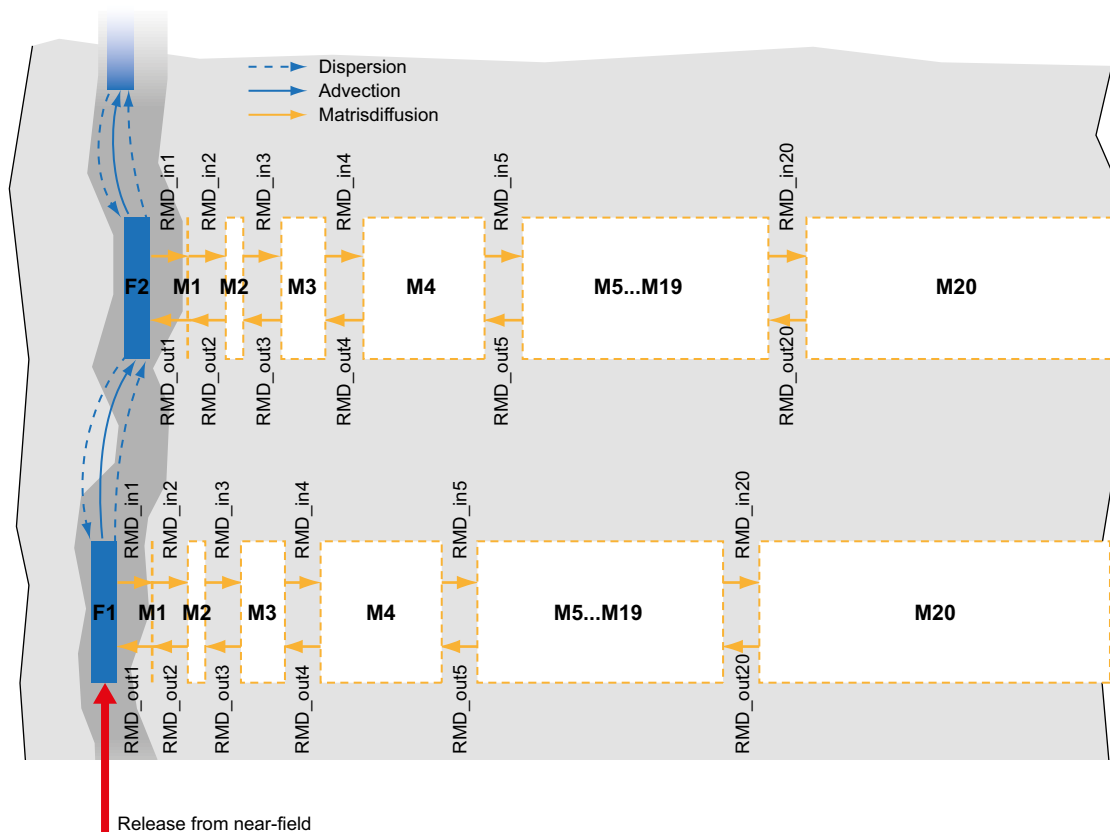 Dispersion
Advection
Matrisdiffusion
RMD_in1
RMD_in2
RMD_in3
RMD_in4
RMD_in5
RMD_in20
F2
M1
M2
M3
M4
M5...M19
M20
RMD_out1
RMD_out2
RMD_out3
RMD_out4
RMD_out5
RMD_out20
RMD_in1
RMD_in2
RMD_in3
RMD_in4
RMD_in5
RMD_in20
F1
M1
M2
M3
M4
M5...M19
M20
RMD_out1
RMD_out2
RMD_out3
RMD_out4
RMD_out5
RMD_out20
Release from near-field